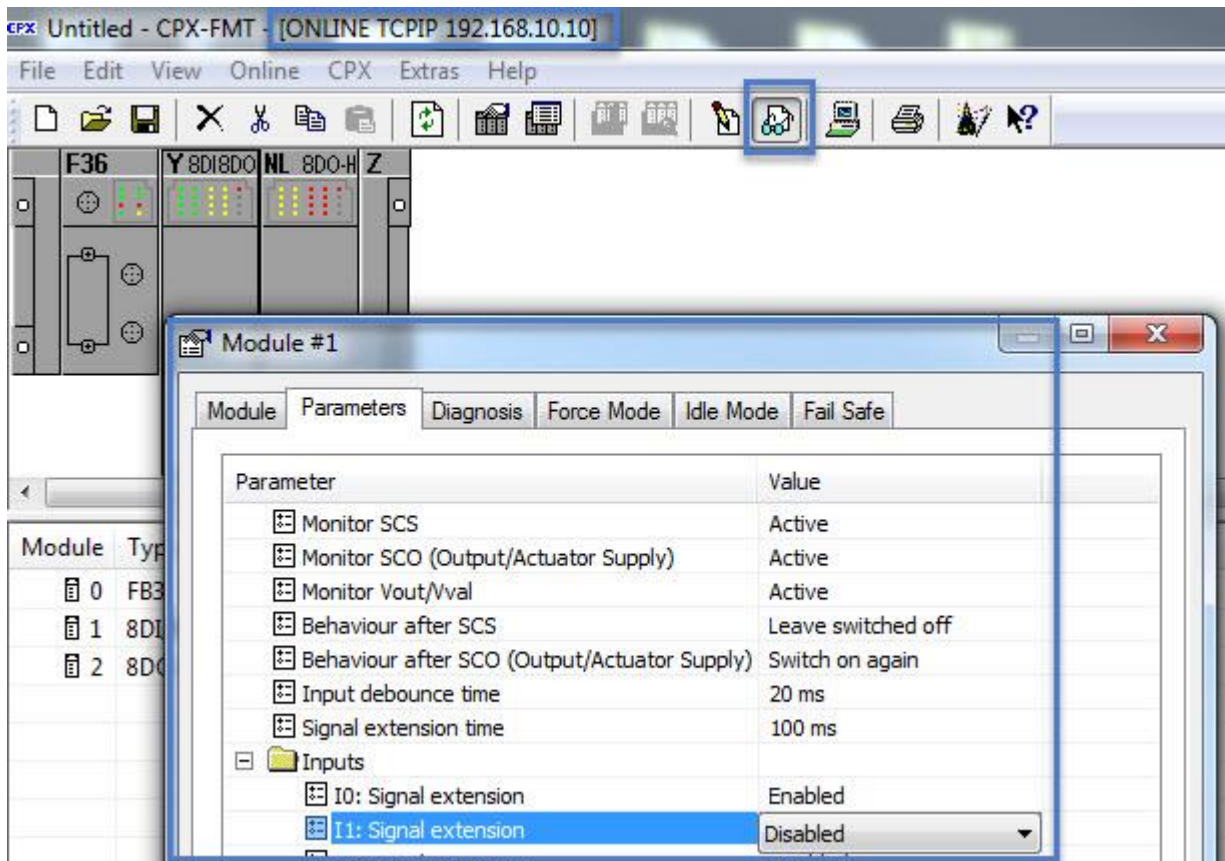 CPX Untitled - CPX-FMT - [ONLINE TCPIP 192.168.10.10]
File Edit View Online CPX Extras Help
F36 Y 8DI8DO NL 8DO-H Z
Module #1
Module Parameters Diagnosis Force Mode Idle Mode Fail Safe
Parameter Value
Monitor SCS Active
Monitor SCO (Output/Actuator Supply) Active
Monitor Vout/Vval Active
Behaviour after SCS Leave switched off
Behaviour after SCO (Output/Actuator Supply) Switch on again
Input debounce time 20 ms
Signal extension time 100 ms
Inputs
I0: Signal extension Enabled
I1: Signal extension Disabled
Module Typ
0 FB3
1 8DI
2 8DO